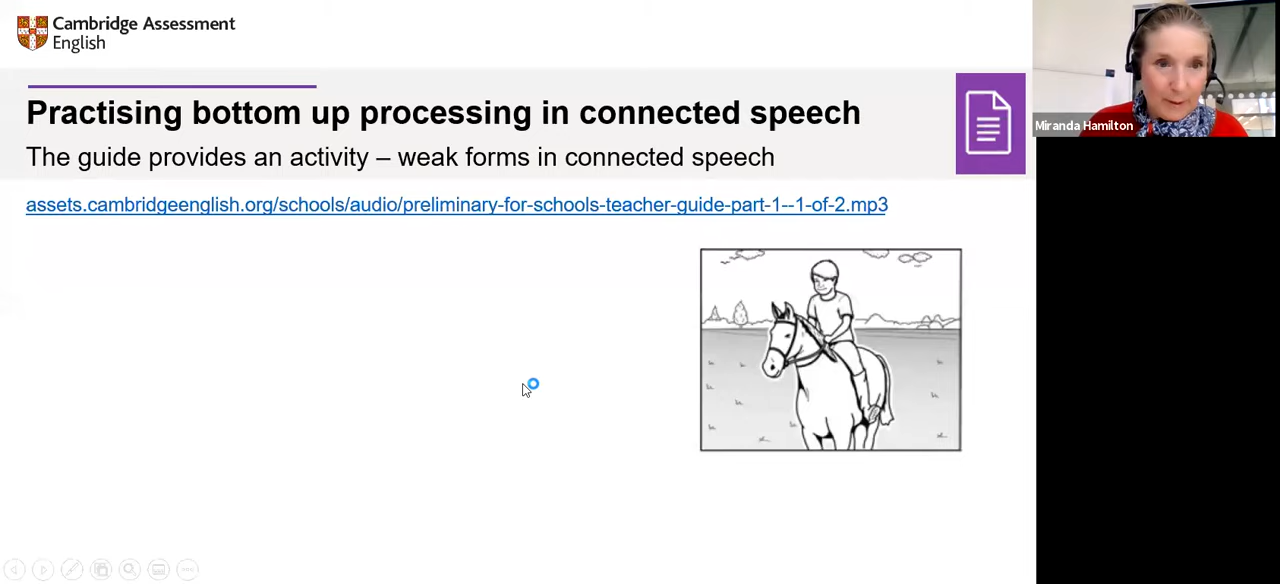 Cambridge Assessment
English
Practising bottom up processing in connected speech
The guide provides an activity – weak forms in connected speech
assets.cambridgeenglish.org/schools/audio/preliminary-for-schools-teacher-guide-part-1--1-of-2.mp3
Miranda Hamilton